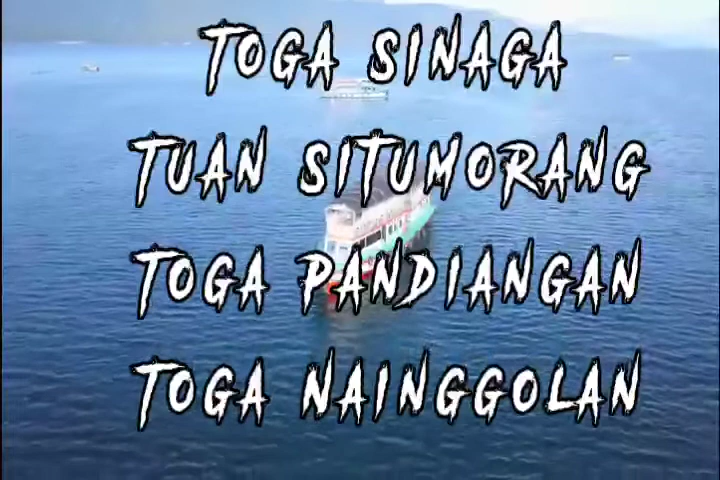 TOGA SINAGA
TUAN SITUMORANG
TOGA PANDIANGAN
TOGA NAINGGOLAN